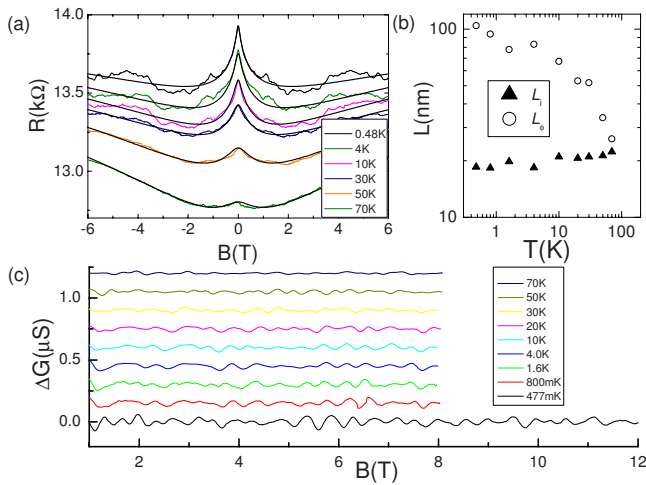 (a)
R(kΩ)
14.0
13.5
13.0
-6 -4 -2 0 2 4 6
B(T)
0.48K
4K
10K
30K
50K
70K
(b)
L(nm)
100
10
1 10 100
T(K)
Li
Lϕ
(c)
ΔG(µS)
1.0
0.5
0.0
2 4 6 8 10 12
B(T)
70K
50K
30K
20K
10K
4.0K
1.6K
800mK
477mK